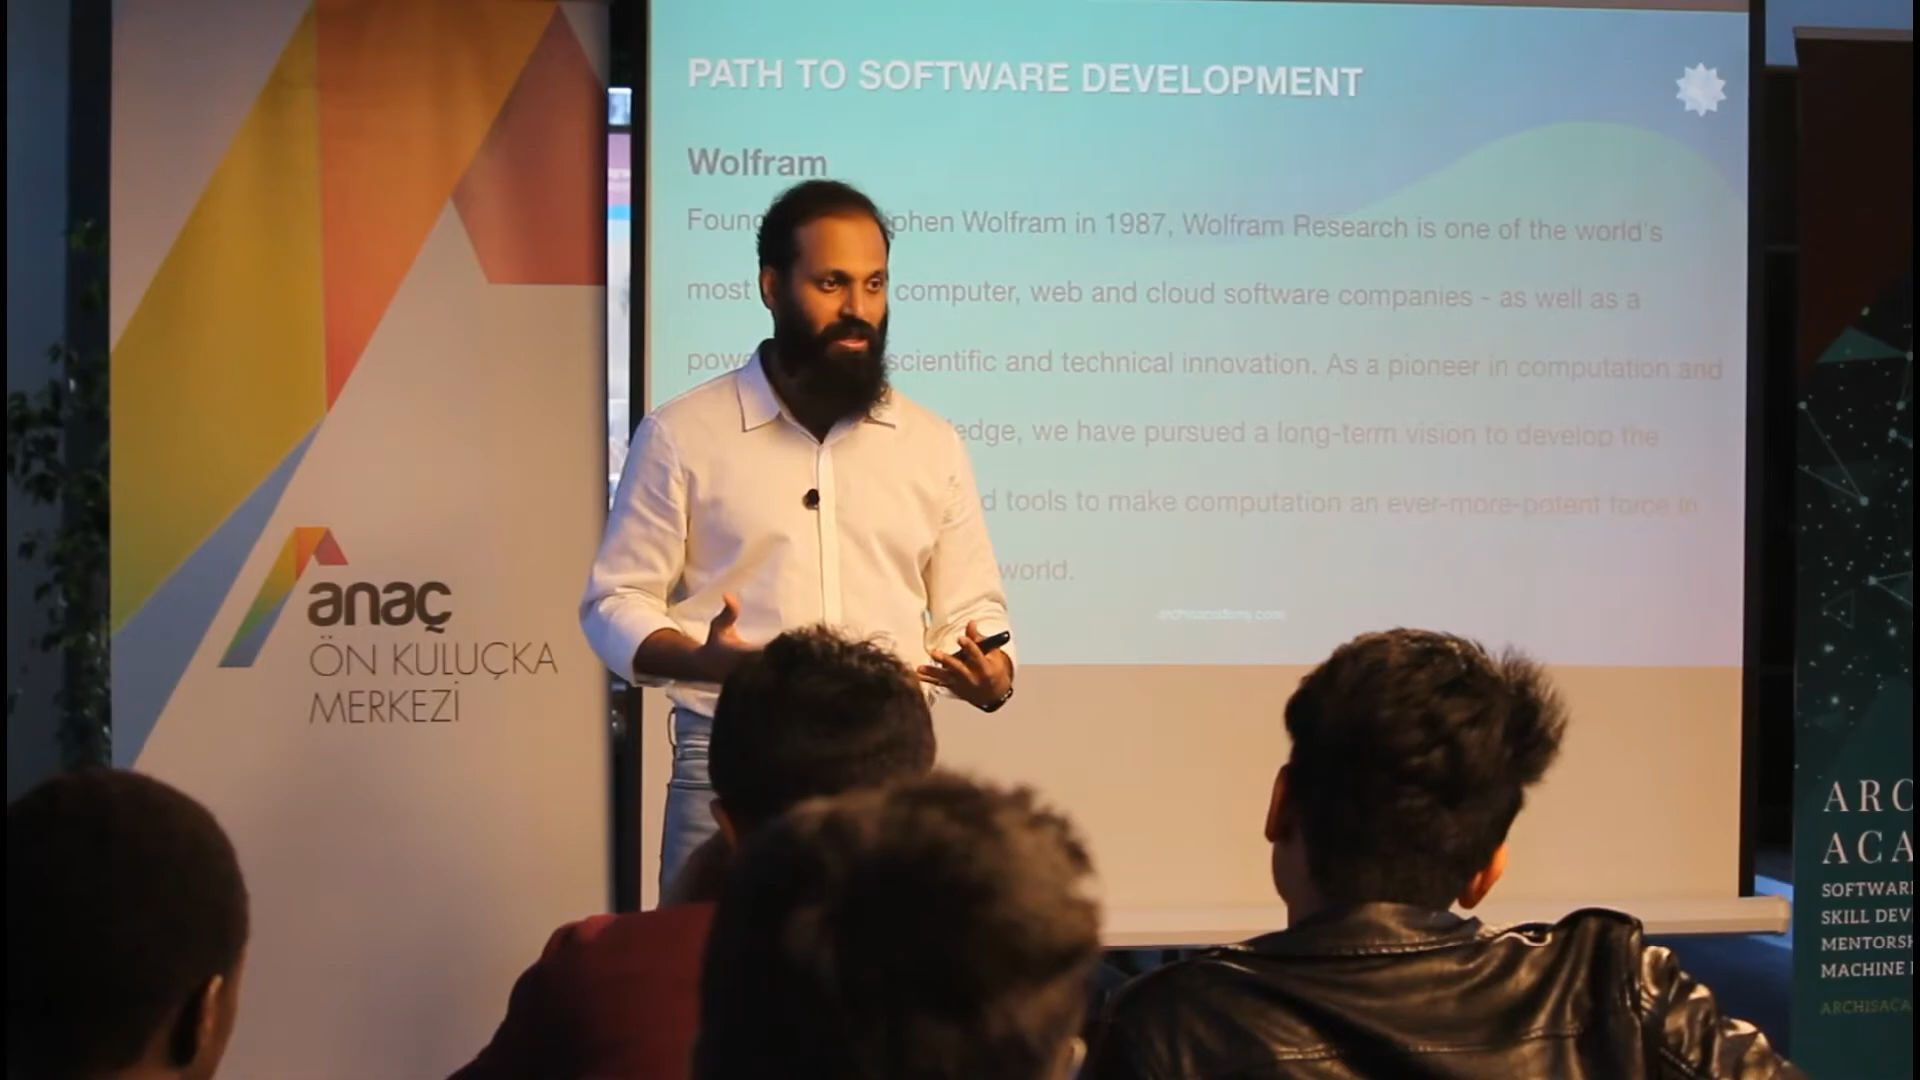 PATH TO SOFTWARE DEVELOPMENT
Wolfram
phen Wolfram in 1987, Wolfram Research is one of the world's
most computer, web and cloud software companies - as well as a
scientific and technical innovation. As a pioneer in computation and
edge, we have pursued a long-term vision to develop the
d tools to make computation an ever-more-potent force in
world.
archisacademy.com
anaç
ÖN KULUÇKA
MERKEZİ
ARC
ACA
SOFTWAR
SKILL DEV
MENTORSH
MACHINE
ARCHISACA